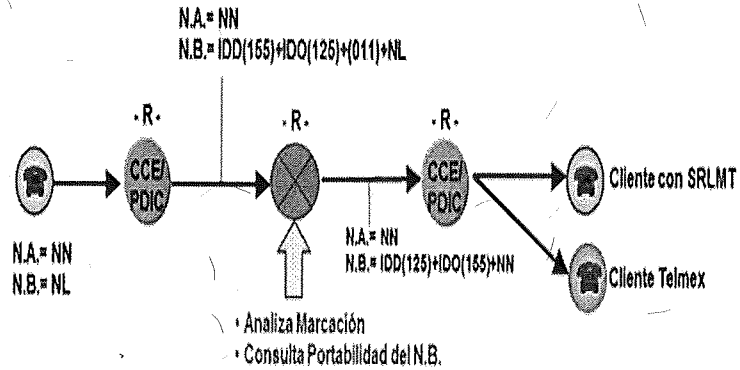 N.A.= NN
N.B.= IDD(155)+IDO(125)+(011)+NL
• R •
• R •
• R •
CCE/
PDIC
CCE/
PDIC
Cliente con SRLMT
N.A.= NN
N.B.= NL
N.A.= NN
N.B.= IDD(125)+IDO(155)+NN
Cliente Telmex
• Analiza Marcación
• Consulta Portabilidad del N.B.